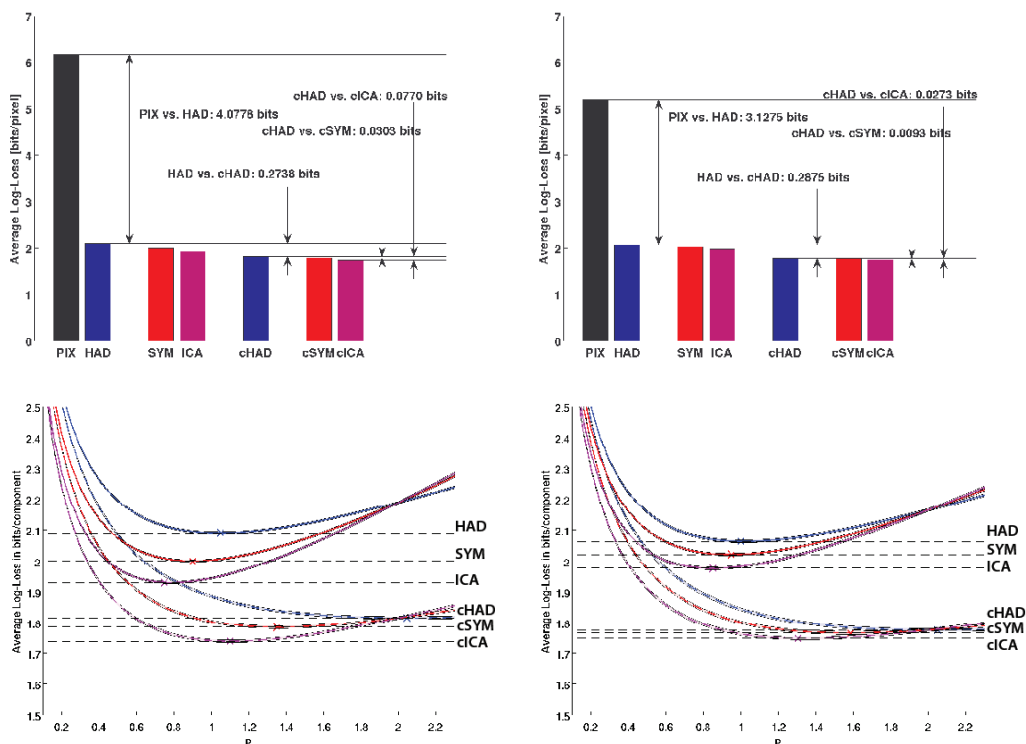 7
6
5
4
3
2
1
0
Average Log-Loss [bits/pixel]
cHAD vs. cICA: 0.0770 bits
PIX vs. HAD: 4.0778 bits
cHAD vs. cSYM: 0.0303 bits
HAD vs. cHAD: 0.2738 bits
PIX HAD SYM ICA cHAD cSYM cICA
7
6
5
4
3
2
1
0
Average Log-Loss [bits/pixel]
cHAD vs. cICA: 0.0273 bits
PIX vs. HAD: 3.1275 bits
cHAD vs. cSYM: 0.0093 bits
HAD vs. cHAD: 0.2875 bits
PIX HAD SYM ICA cHAD cSYM cICA
2.5
2.4
2.3
2.2
2.1
2
1.9
1.8
1.7
1.6
1.5
Average Log-Loss in bits/component
HAD
SYM
ICA
cHAD
cSYM
cICA
0.2 0.4 0.6 0.8 1 1.2 1.4 1.6 1.8 2 2.2
2.5
2.4
2.3
2.2
2.1
2
1.9
1.8
1.7
1.6
1.5
Average Log-Loss in bits/component
HAD
SYM
ICA
cHAD
cSYM
cICA
0.2 0.4 0.6 0.8 1 1.2 1.4 1.6 1.8 2 2.2